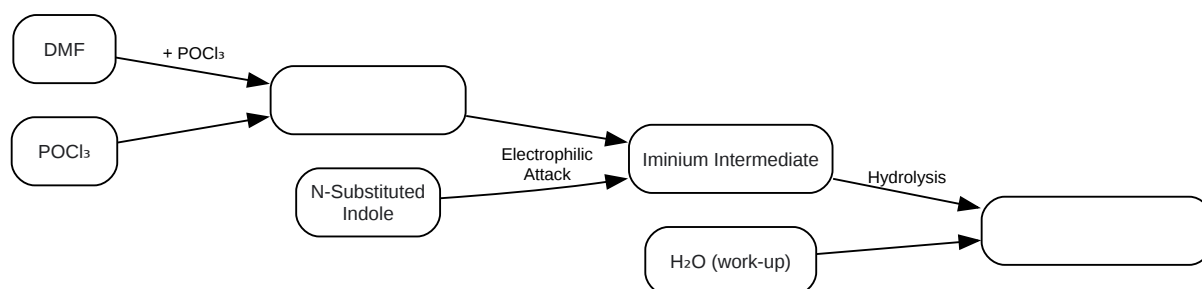 DMF
+ POCl₃
POCl₃
Electrophilic
Attack
N-Substituted
Indole
Iminium Intermediate
Hydrolysis
H₂O (work-up)